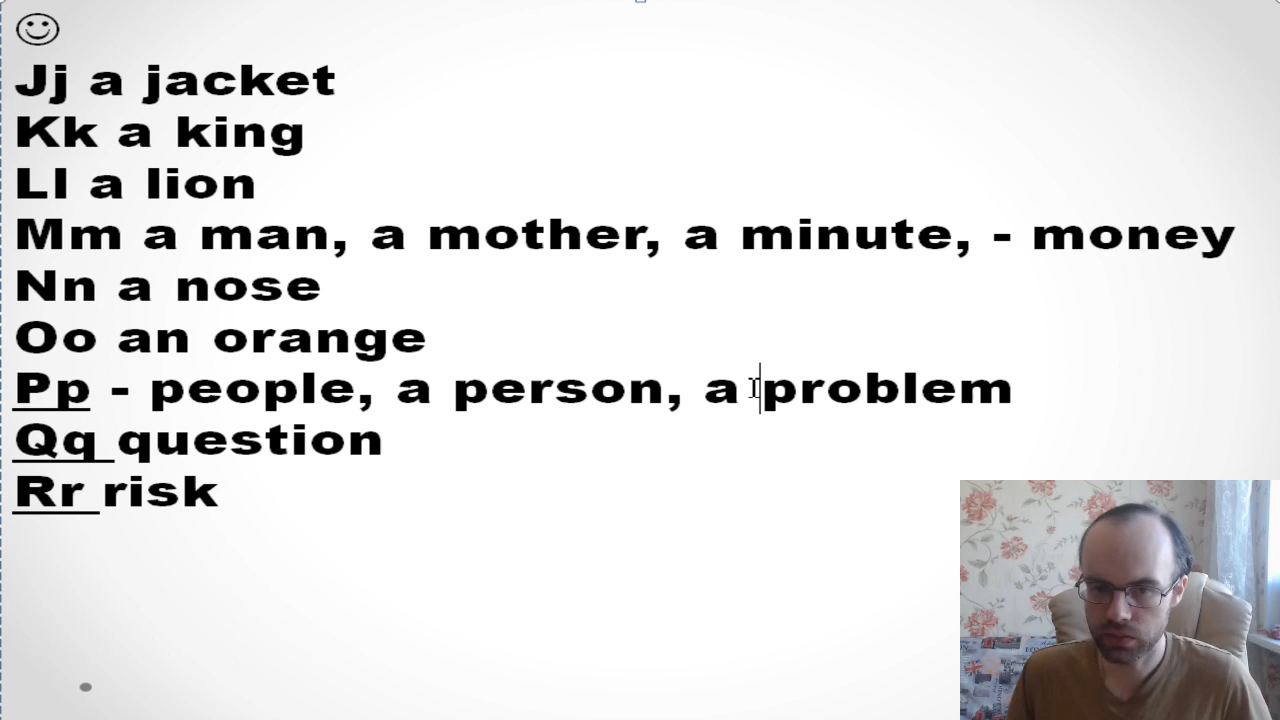 Jj a jacket
Kk a king
Ll a lion
Mm a man, a mother, a minute, - money
Nn a nose
Oo an orange
Pp - people, a person, a problem
Qq question
Rr risk